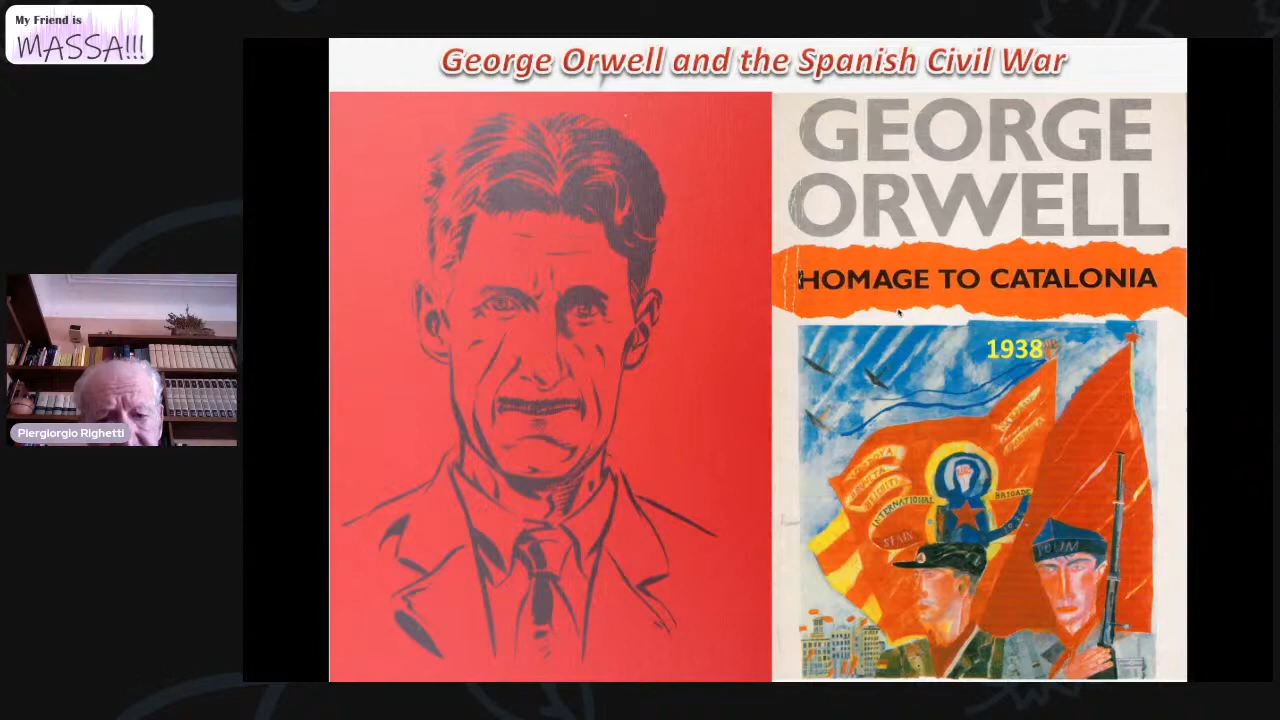 My Friend is
MASSA!!!
George Orwell and the Spanish Civil War
GEORGE
ORWELL
HOMAGE TO CATALONIA
1938
INTERNATIONAL BRIGADE
SPAIN
POUM
Piergiorgio Righetti